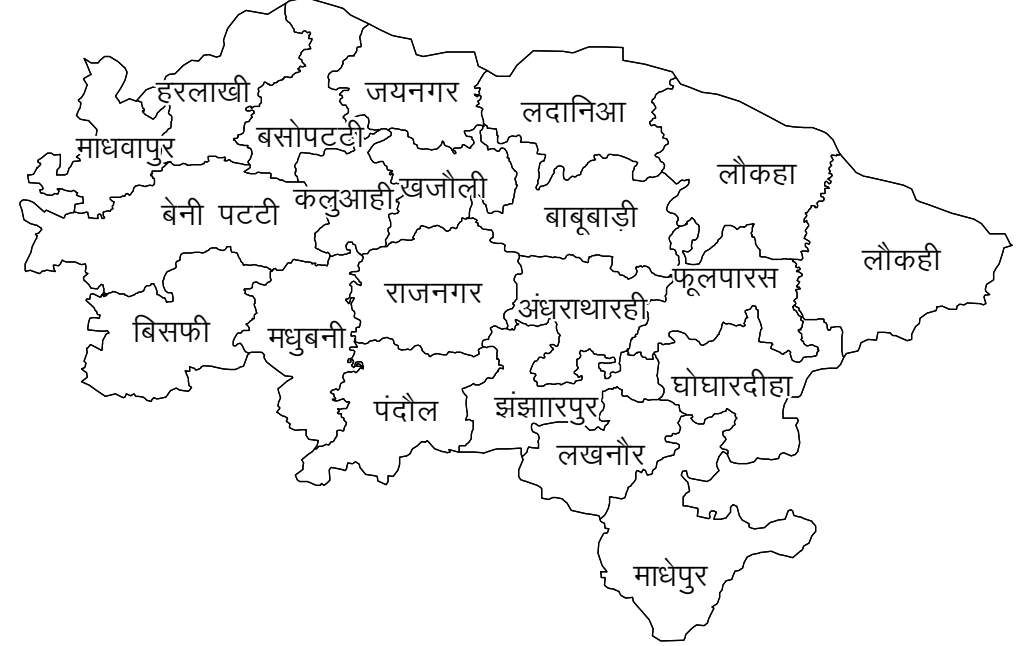 हरलाखी
जयनगर
लदानिआ
बसोपटटी
माधवापुर
लौकहा
केलुआही
खजौली
बेनी पटटी
बाबूबाड़ी
लौकही
फूलपारस
राजनगर
अंधराथारही
बिसफी
मधुबनी
घोघारदीहा
पंदौल
झंझाारपुर
लखनौर
माधेपुर